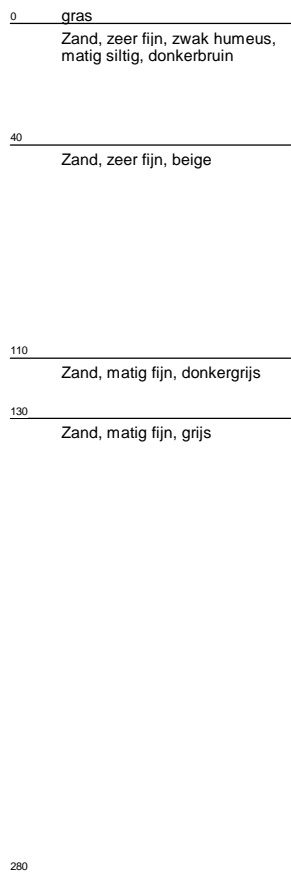 0 gras
Zand, zeer fijn, zwak humeus,
matig siltig, donkerbruin
40
Zand, zeer fijn, beige
110
Zand, matig fijn, donkergrijs
130
Zand, matig fijn, grijs
280